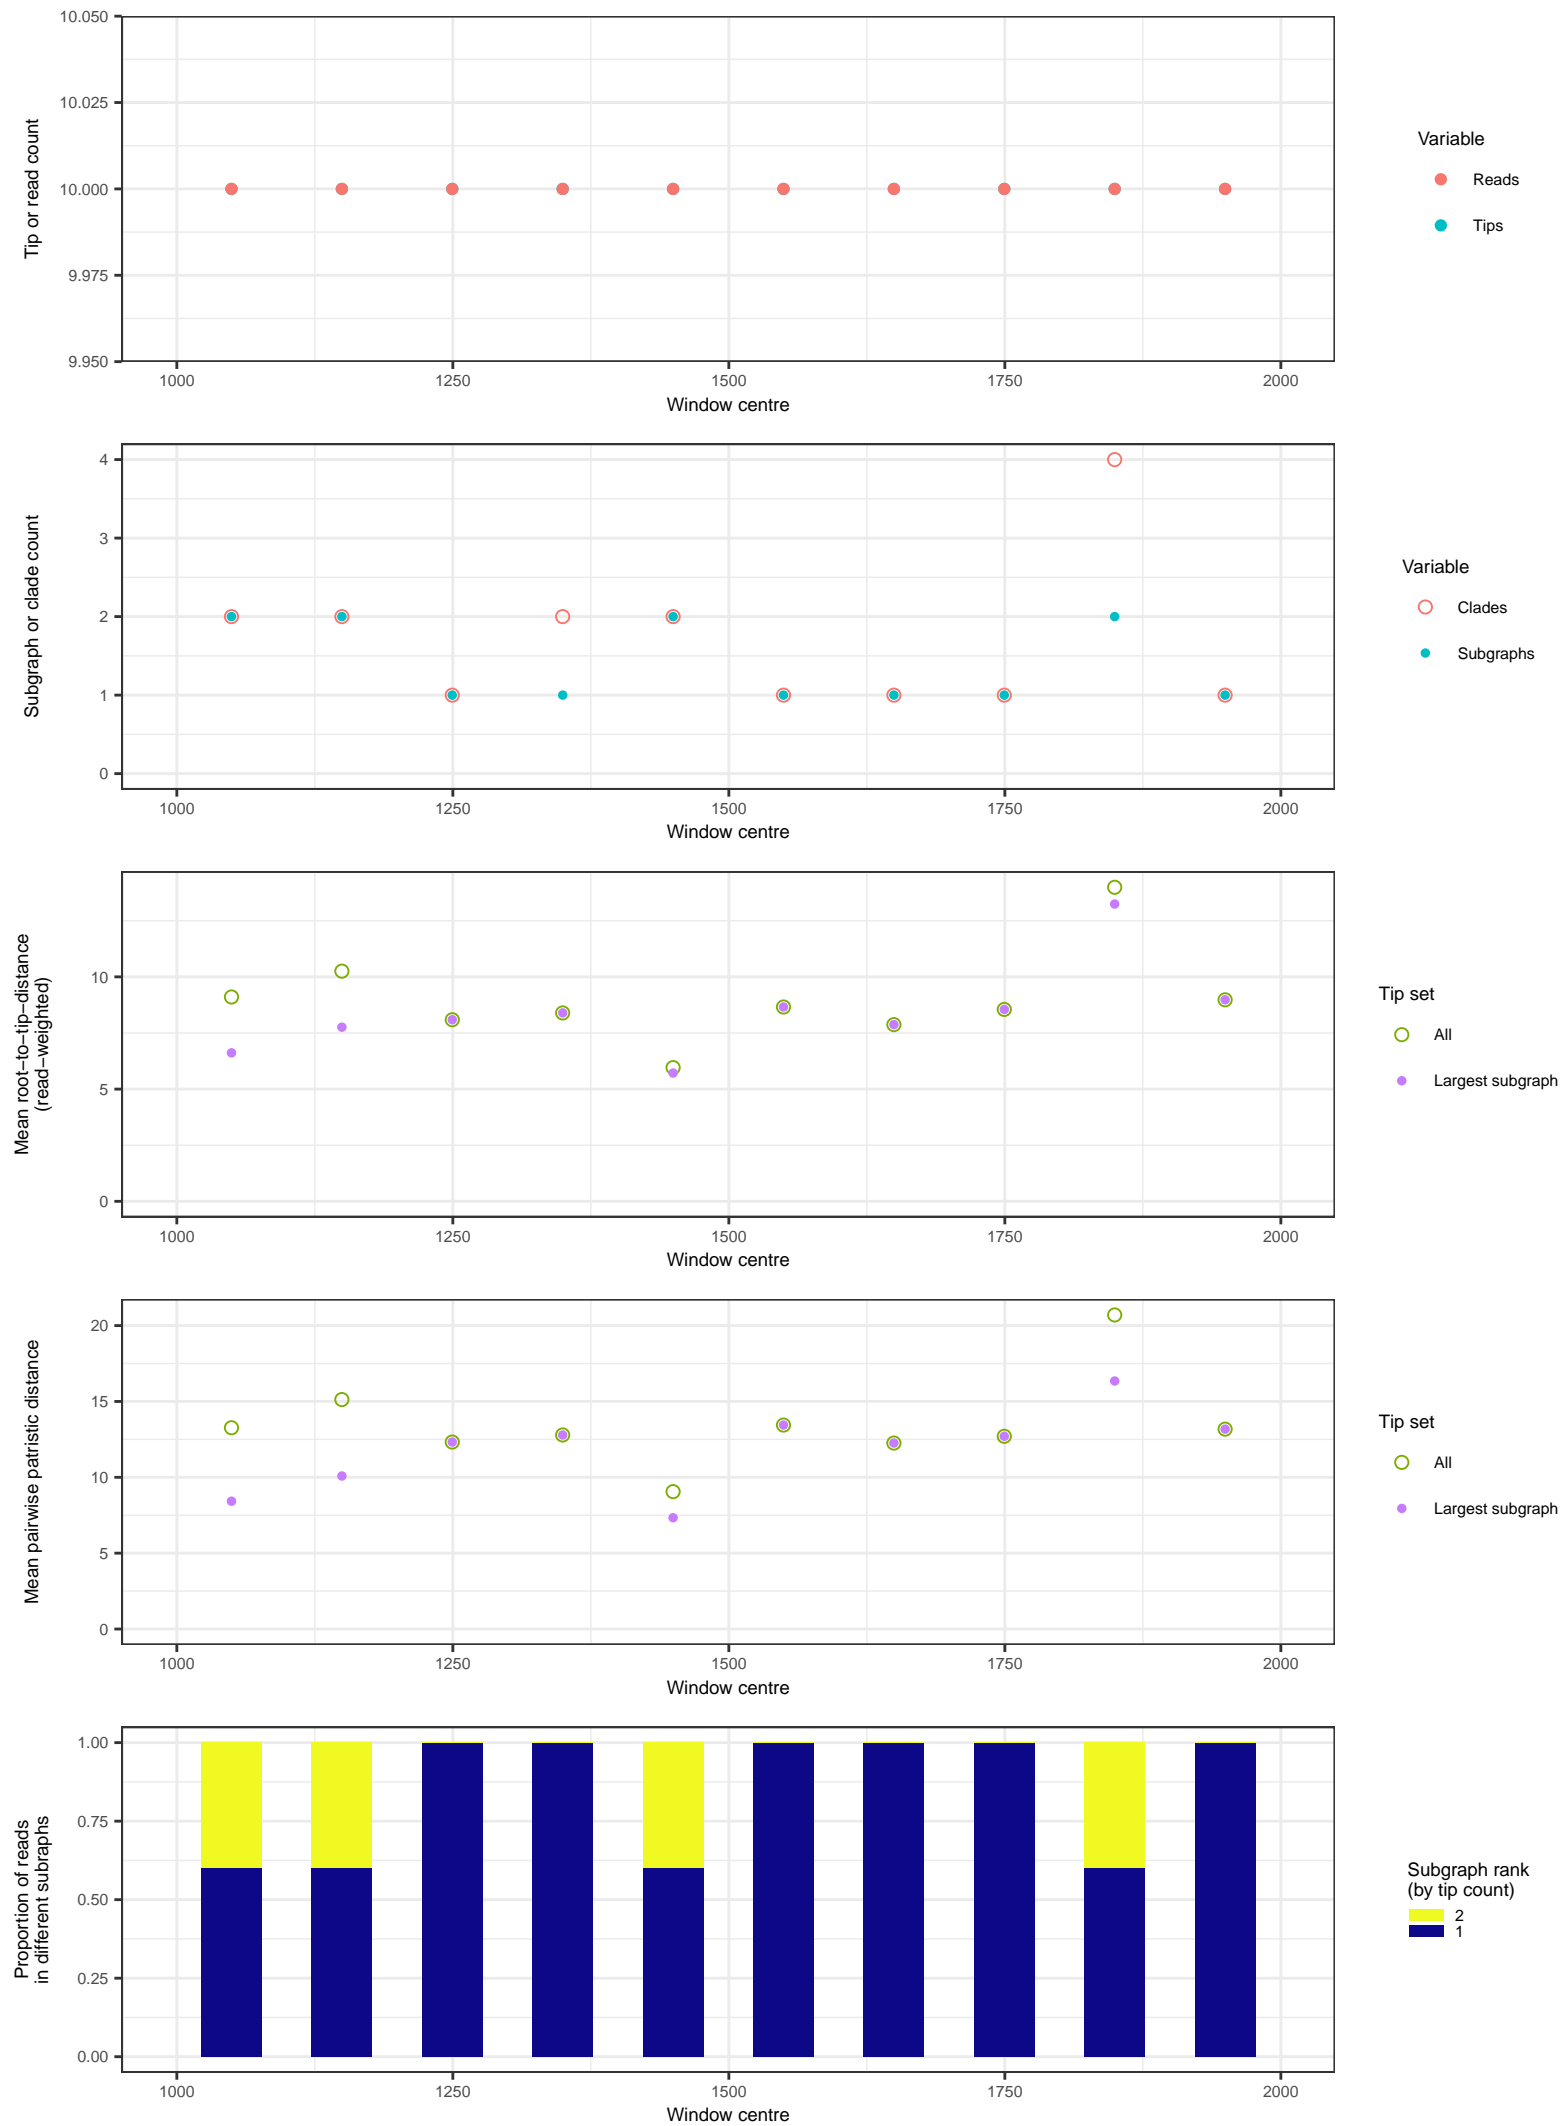 10.050
10.025
10.000
9.975
9.950
Tip or read count
1000 1250 1500 1750 2000
Window centre
Variable
Reads
Tips
4
3
2
1
0
Subgraph or clade count
1000 1250 1500 1750 2000
Window centre
Variable
Clades
Subgraphs
10
5
0
Mean root−to−tip−distance
(read−weighted)
1000 1250 1500 1750 2000
Window centre
Tip set
All
Largest subgraph
20
15
10
5
0
Mean pairwise patristic distance
1000 1250 1500 1750 2000
Window centre
Tip set
All
Largest subgraph
1.00
0.75
0.50
0.25
0.00
Proportion of reads
in different subraphs
1000 1250 1500 1750 2000
Window centre
Subgraph rank
(by tip count)
2
1